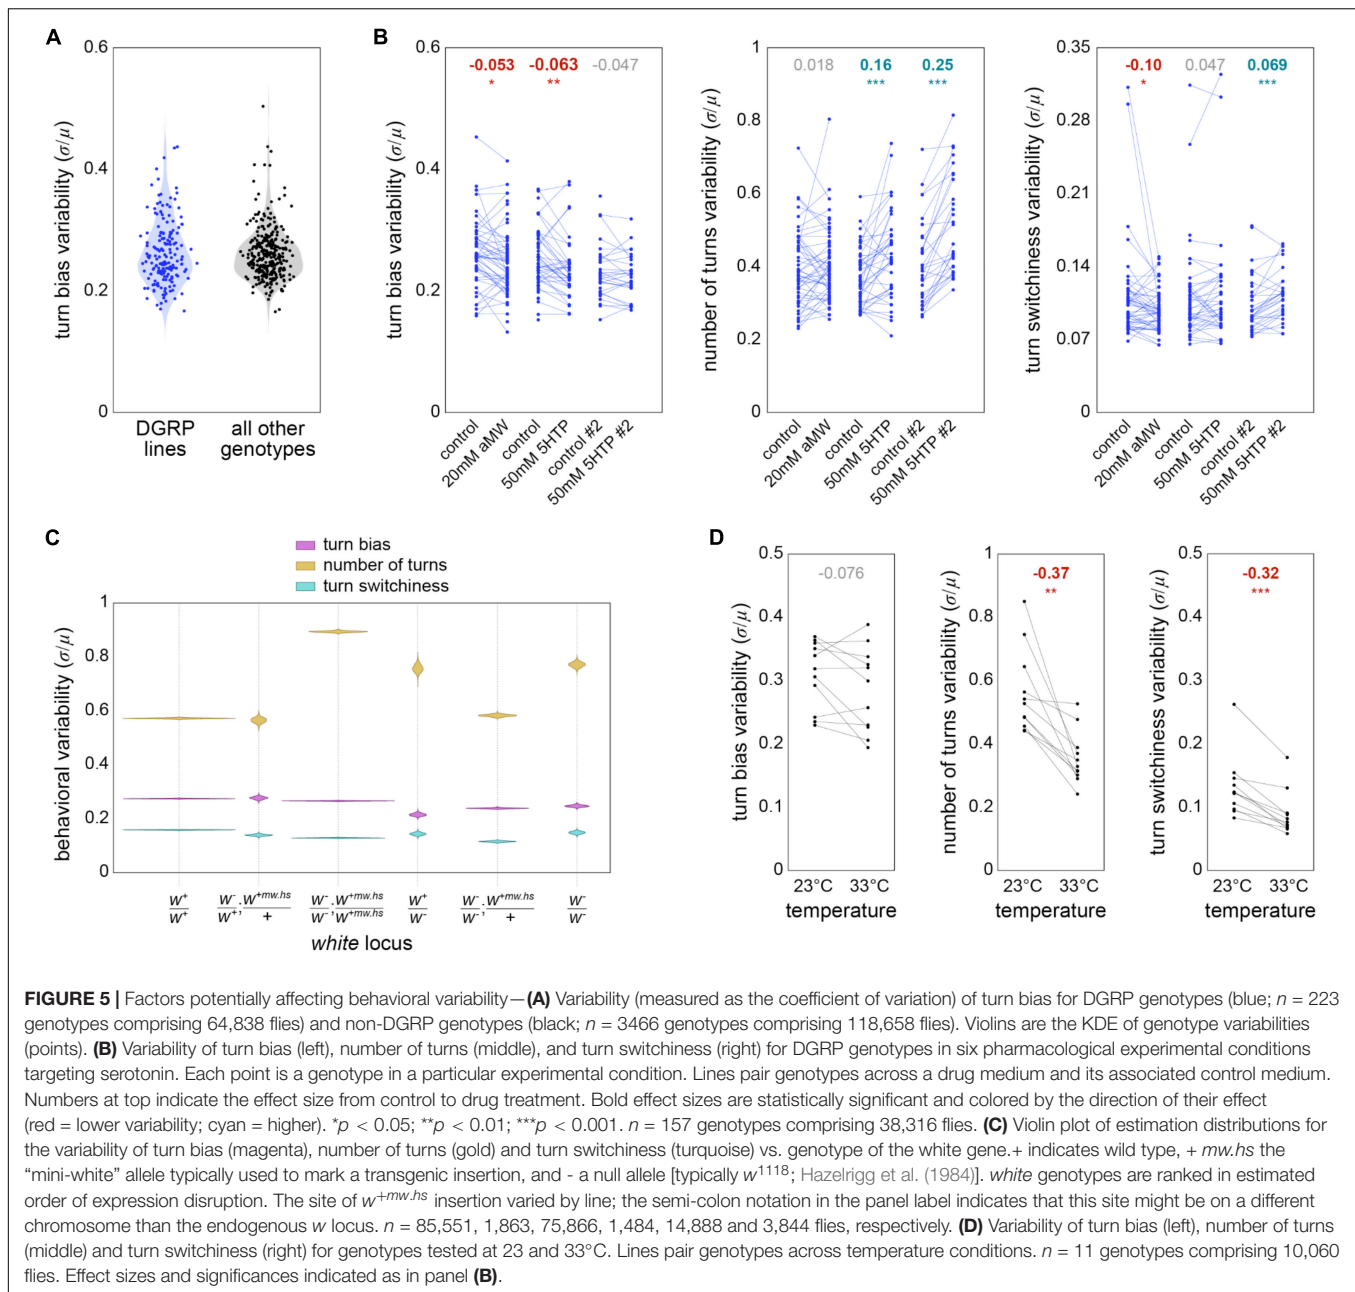 A
0.6
0.4
0.2
0
turn bias variability (σ/μ)
DGRP
lines
all other
genotypes
B
0.6
0.4
0.2
0
turn bias variability (σ/μ)
-0.053
*
-0.063
**
-0.047
control
20mM aMW
control
50mM 5HTP
control #2
50mM 5HTP #2
1
0.8
0.6
0.4
0.2
0
number of turns variability (σ/μ)
0.018
0.16
***
0.25
***
control
20mM aMW
control
50mM 5HTP
control #2
50mM 5HTP #2
0.35
0.28
0.21
0.14
0.07
0
turn switchiness variability (σ/μ)
-0.10
*
0.047
0.069
***
control
20mM aMW
control
50mM 5HTP
control #2
50mM 5HTP #2
C
turn bias
number of turns
turn switchiness
1
0.8
0.6
0.4
0.2
0
behavioral variability (σ/μ)
w+/w+
w-/w+; w+mw.hs/+
w-/w-; w+mw.hs/w+mw.hs
w+/w-
w-/w-; w+mw.hs/+
w-/w-
white locus
D
0.5
0.4
0.3
0.2
0.1
0
turn bias variability (σ/μ)
-0.076
23°C 33°C
temperature
1
0.8
0.6
0.4
0.2
0
number of turns variability (σ/μ)
-0.37
**
23°C 33°C
temperature
0.5
0.4
0.3
0.2
0.1
0
turn switchiness variability (σ/μ)
-0.32
***
23°C 33°C
temperature
FIGURE 5 | Factors potentially affecting behavioral variability—(A) Variability (measured as the coefficient of variation) of turn bias for DGRP genotypes (blue; n = 223
genotypes comprising 64,838 flies) and non-DGRP genotypes (black; n = 3466 genotypes comprising 118,658 flies). Violins are the KDE of genotype variabilities
(points). (B) Variability of turn bias (left), number of turns (middle), and turn switchiness (right) for DGRP genotypes in six pharmacological experimental conditions
targeting serotonin. Each point is a genotype in a particular experimental condition. Lines pair genotypes across a drug medium and its associated control medium.
Numbers at top indicate the effect size from control to drug treatment. Bold effect sizes are statistically significant and colored by the direction of their effect
(red = lower variability; cyan = higher). *p < 0.05; **p < 0.01; ***p < 0.001. n = 157 genotypes comprising 38,316 flies. (C) Violin plot of estimation distributions for
the variability of turn bias (magenta), number of turns (gold) and turn switchiness (turquoise) vs. genotype of the white gene.+ indicates wild type, + mw.hs the
“mini-white” allele typically used to mark a transgenic insertion, and - a null allele [typically w1118; Hazelrigg et al. (1984)]. white genotypes are ranked in estimated
order of expression disruption. The site of w+mw.hs insertion varied by line; the semi-colon notation in the panel label indicates that this site might be on a different
chromosome than the endogenous w locus. n = 85,551, 1,863, 75,866, 1,484, 14,888 and 3,844 flies, respectively. (D) Variability of turn bias (left), number of turns
(middle) and turn switchiness (right) for genotypes tested at 23 and 33°C. Lines pair genotypes across temperature conditions. n = 11 genotypes comprising 10,060
flies. Effect sizes and significances indicated as in panel (B).